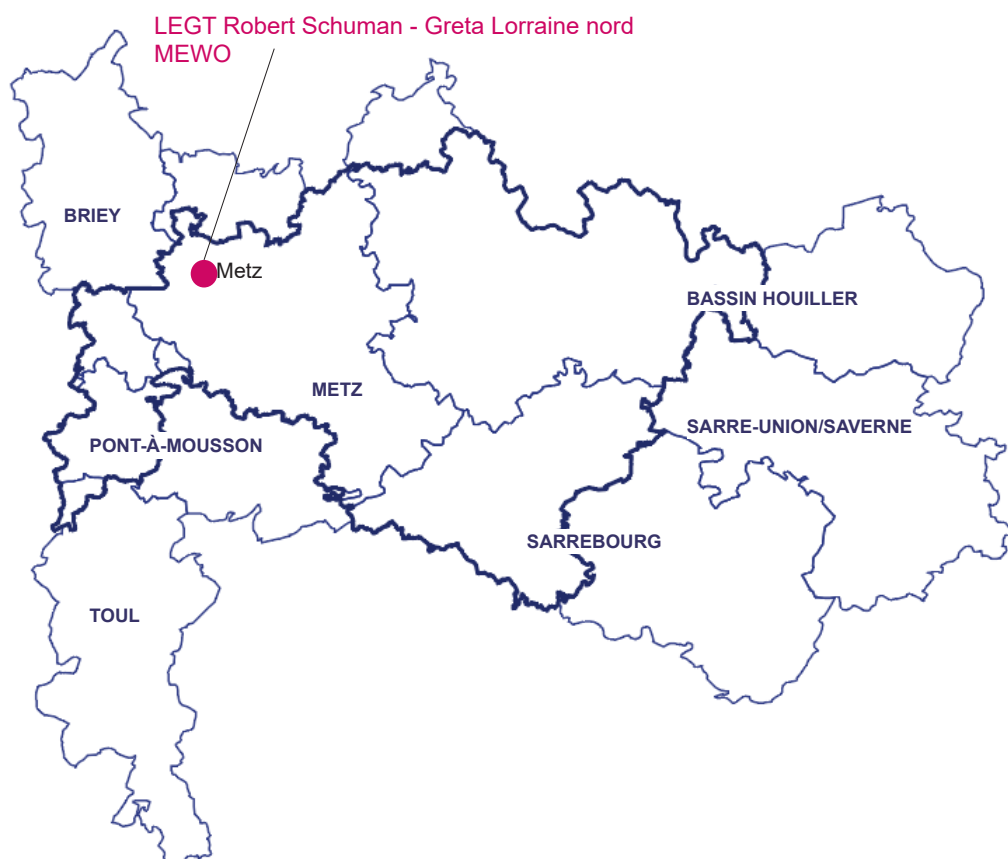 LEGT Robert Schuman - Greta Lorraine nord
MEWO
BRIEY
Metz
BASSIN HOUILLER
METZ
SARRE-UNION/SAVERNE
PONT-À-MOUSSON
SARREBOURG
TOUL